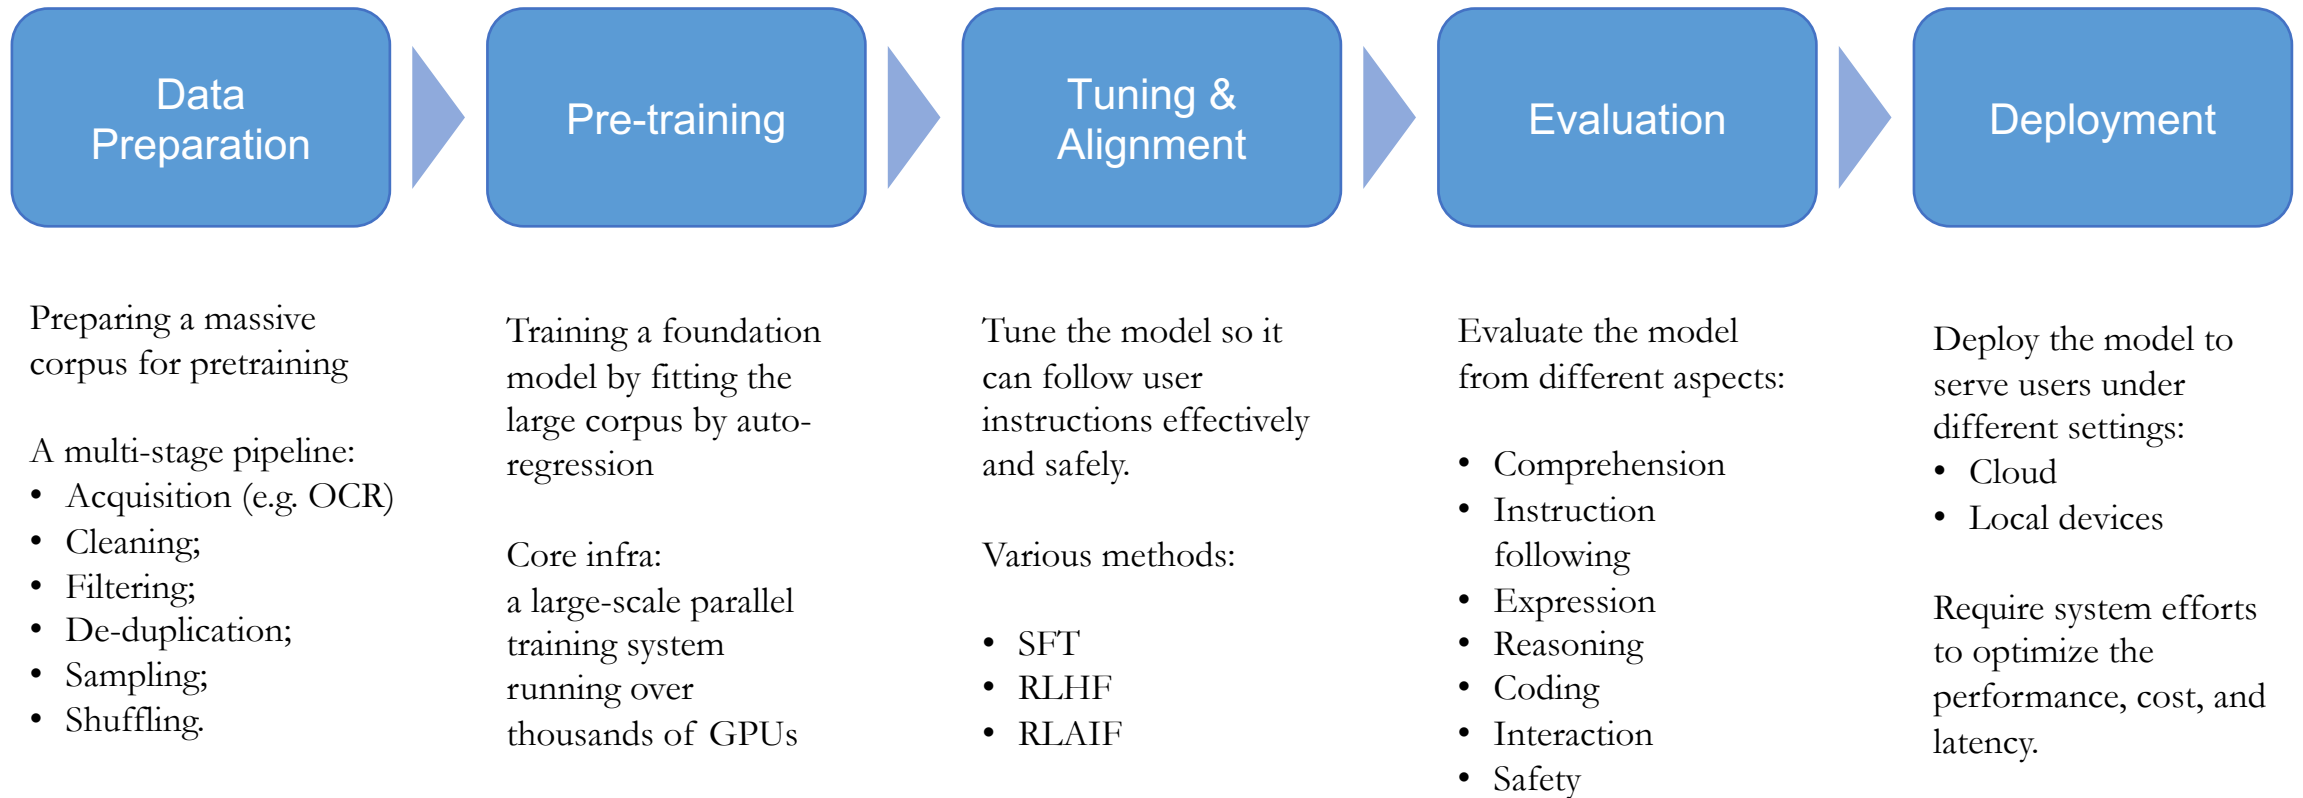 Data
Preparation
Pre-training
Tuning &
Alignment
Evaluation
Deployment
Preparing a massive
corpus for pretraining
A multi-stage pipeline:
• Acquisition (e.g. OCR)
• Cleaning;
• Filtering;
• De-duplication;
• Sampling;
• Shuffling.
Training a foundation
model by fitting the
large corpus by auto-
regression
Core infra:
a large-scale parallel
training system
running over
thousands of GPUs
Tune the model so it
can follow user
instructions effectively
and safely.
Various methods:
• SFT
• RLHF
• RLAIF
Evaluate the model
from different aspects:
• Comprehension
• Instruction
following
• Expression
• Reasoning
• Coding
• Interaction
• Safety
Deploy the model to
serve users under
different settings:
• Cloud
• Local devices
Require system efforts
to optimize the
performance, cost, and
latency.